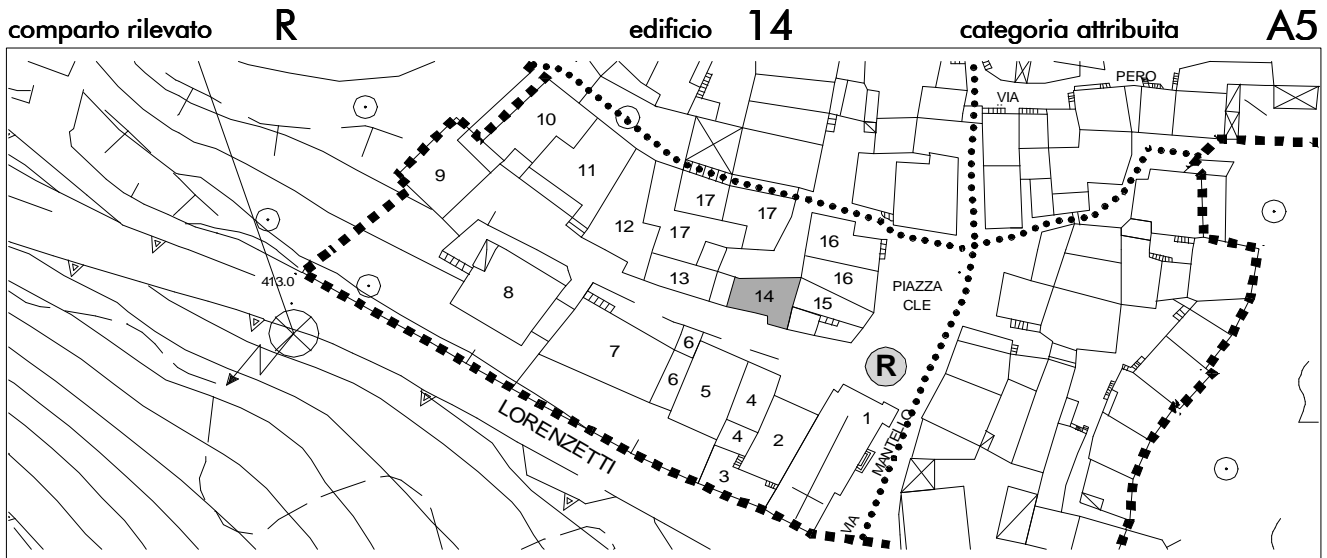 comparto rilevato R edificio 14 categoria attribuita A5
PERO
VIA
10
9
11
17
17
12
17
16
16
13
14
15
413.0
8
PIAZZA
CLE
6
7
R
6
5
4
1
LORENZETTI
4
2
VIA MANTELLO
3